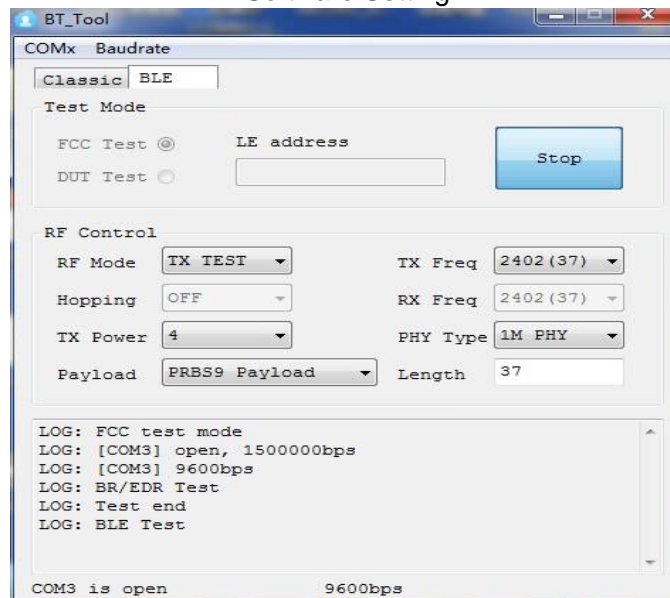 BT_Tool
COMx Baudrate
Classic BLE
Test Mode
FCC Test LE address
DUT Test
Stop
RF Control
RF Mode TX TEST TX Freq 2402(37)
Hopping OFF RX Freq 2402(37)
TX Power 4 PHY Type 1M PHY
Payload PRBS9 Payload Length 37
LOG: FCC test mode
LOG: [COM3] open, 1500000bps
LOG: [COM3] 9600bps
LOG: BR/EDR Test
LOG: Test end
LOG: BLE Test
COM3 is open 9600bps